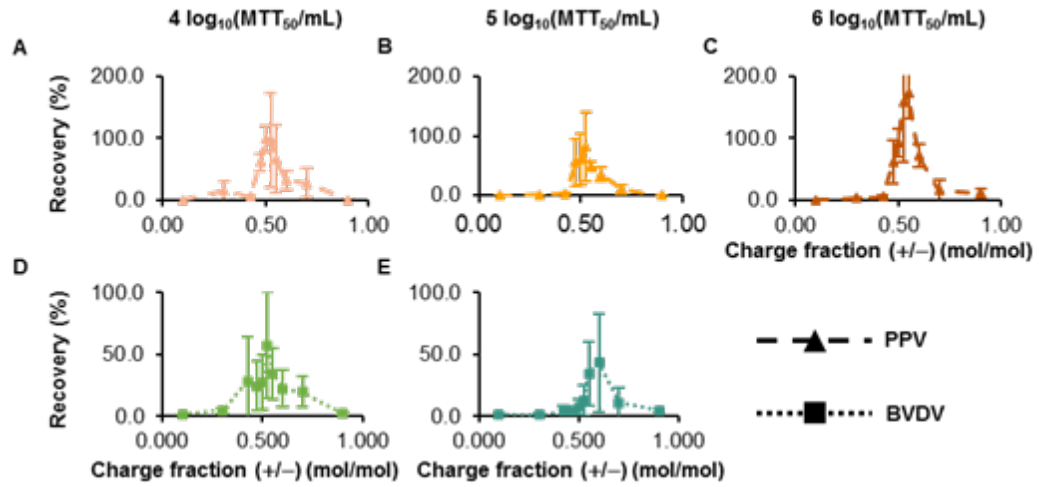 4 log₁₀(MTT₅₀/mL) 5 log₁₀(MTT₅₀/mL) 6 log₁₀(MTT₅₀/mL)
A B C
Recovery (%)
200.0 200.0 200.0
100.0 100.0 100.0
0.0 0.0 0.0
0.00 0.50 1.00 0.00 0.50 1.00 0.00 0.50 1.00
Charge fraction (+/–) (mol/mol)
D E
Recovery (%)
100.0 100.0
50.0 50.0
0.0 0.0
0.000 0.500 1.000 0.000 0.500 1.000
Charge fraction (+/–) (mol/mol) Charge fraction (+/–) (mol/mol)
PPV
BVDV